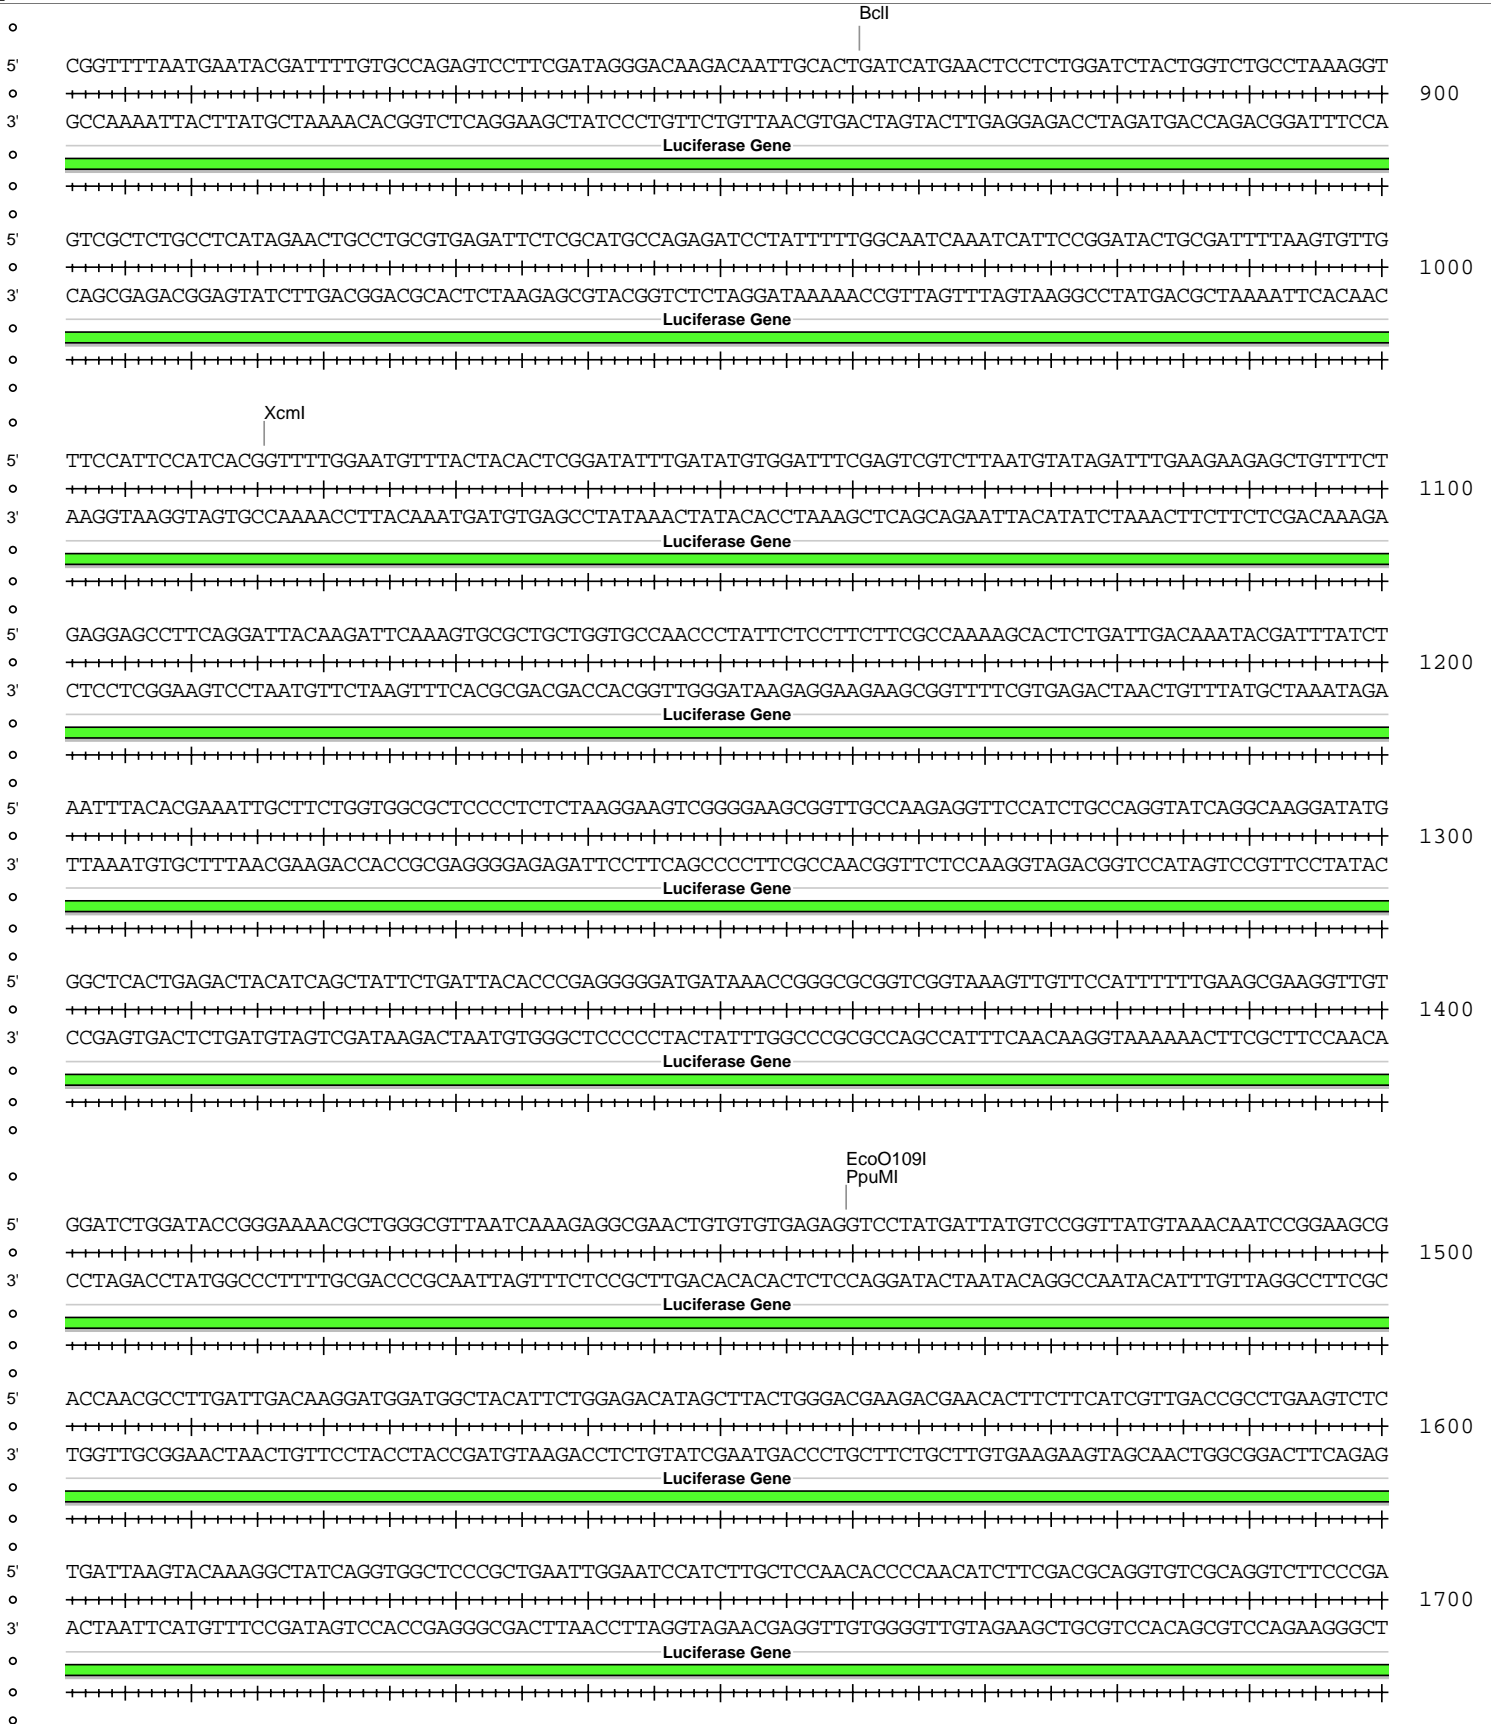 BclI
5' CGGTTTTTAATGAATACGATTTTGTGCCAGAGTCCTTCGATAGGGACAAGACAATTGCACTGATCATGAACTCCTCTGGATCTACTGGTCTGCCTAAAGGT
900
3' GCCAAAAATTACTTATGCTAAAACACGGTCTCAGGAAGCTATCCCTGTTCTGTTAACGTGACTAGTACTTGAGGAGACCTAGATGACCAGACGGATTTCCA
Luciferase Gene
5' GTCGCTCTGCCTCATAGAACTGCCTGCGTGAGATTCTCGCATGCCAGAGATCCTATTTTTGGCAATCAAATCATTCCGGATACTGCGATTTTAAGTGTTG
1000
3' CAGCGAGACGGAGTATCTTGACGGACGCACTCTAAGAGCGTACGGTCTCTAGGATAAAAACCGTTAGTTTAGTAAGGCCTATGACGCTAAAATTCACAAC
Luciferase Gene
XcmI
5' TTCCATTCCATCACGGTTTTGGAATGTTTACTACACTCGGATATTTGATATGTGGATTTCGAGTCGTCTTAATGTATAGATTTGAAGAAGAGCTGTTTCT
1100
3' AAGGTAAGGTAGTGCCAAAACCTTACAAATGATGTGAGCCTATAAACTATACACCTAAAGCTCAGCAGAATTACATATCTAAACTTCTTCTCGACAAAGA
Luciferase Gene
5' GAGGAGCCTTCAGGATTACAAGATTCAAAGTGCGCTGCTGGTGCCAACCCTATTCTCCTTCTTCGCCAAAAGCACTCTGATTGACAAATACGATTTATCT
1200
3' CTCCTCGGAAGTCCTAATGTTCTAAGTTTCACGCGACGACCACGGTTGGGATAAGAGGAAGAAGCGGTTTTCGTGAGACTAACTGTTTATGCTAAATAGA
Luciferase Gene
5' AATTTACACGAAATTGCTTCTGGTGGCGCTCCCCTCTCTAAGGAAGTCGGGGAAGCGGTTGCCAAGAGGTTCCATCTGCCAGGTATCAGGCAAGGATATG
1300
3' TTAAATGTGCTTTAACGAAGACCACCGCGAGGGGAGAGATTCCTTCAGCCCCTTCGCCAACGGTTCTCCAAGGTAGACGGTCCATAGTCCGTTCCTATAC
Luciferase Gene
5' GGCTCACTGAGACTACATCAGCTATTCTGATTACACCCGAGGGGGATGATAAACCGGGCGCGGTCGGTAAAGTTGTTCCATTTTTTGAAGCGAAGGTTGT
1400
3' CCGAGTGACTCTGATGTAGTCGATAAGACTAATGTGGGCTCCCCCTACTATTTGGCCCGCGCCAGCCATTTCAACAAGGTAAAAAACTTCGCTTCCAACA
Luciferase Gene
EcoO109I
PpuMI
5' GGATCTGGATACCGGGAAAACGCTGGGCGTTAATCAAAGAGGCGAACTGTGTGTGAGAGGTCCTATGATTATGTCCGGTTATGTAAACAATCCGGAAGCG
1500
3' CCTAGACCTATGGCCCTTTTGCGACCCGCAATTAGTTTCTCCGCTTGACACACACTCTCCAGGATACTAATACAGGCCAATACATTTGTTAGGCCTTCGC
Luciferase Gene
5' ACCAACGCCTTGATTGACAAGGATGGATGGCTACATTCTGGAGACATAGCTTACTGGGACGAAGACGAACACTTCTTCATCGTTGACCGCCTGAAGTCTC
1600
3' TGGTTGCGGAACTAACTGTTCCTACCTACCGATGTAAGACCTCTGTATCGAATGACCCTGCTTCTGCTTGTGAAGAAGTAGCAACTGGCGGACTTCAGAG
Luciferase Gene
5' TGATTAAGTACAAAGGCTATCAGGTGGCTCCCGCTGAATTGGAATCCATCTTGCTCCAACACCCCAACATCTTCGACGCAGGTGTCGCAGGTCTTCCCGA
1700
3' ACTAATTCATGTTTCCGATAGTCCACCGAGGGCGACTTAACCTTAGGTAGAACGAGGTTGTGGGGTTGTAGAAGCTGCGTCCACAGCGTCCAGAAGGGCT
Luciferase Gene